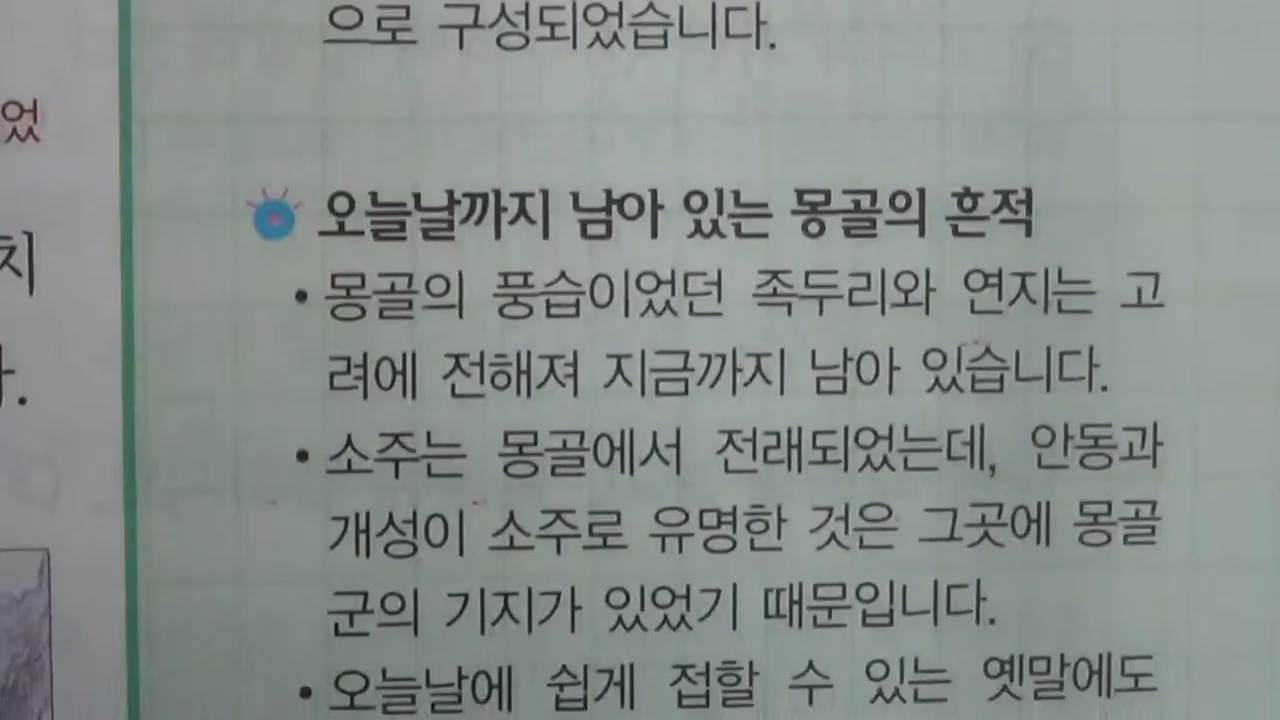 으로 구성되었습니다.
었
치
오늘날까지 남아 있는 몽골의 흔적
• 몽골의 풍습이었던 족두리와 연지는 고
려에 전해져 지금까지 남아 있습니다.
• 소주는 몽골에서 전래되었는데, 안동과
개성이 소주로 유명한 것은 그곳에 몽골
군의 기지가 있었기 때문입니다.
• 오늘날에 쉽게 접할 수 있는 옛말에도